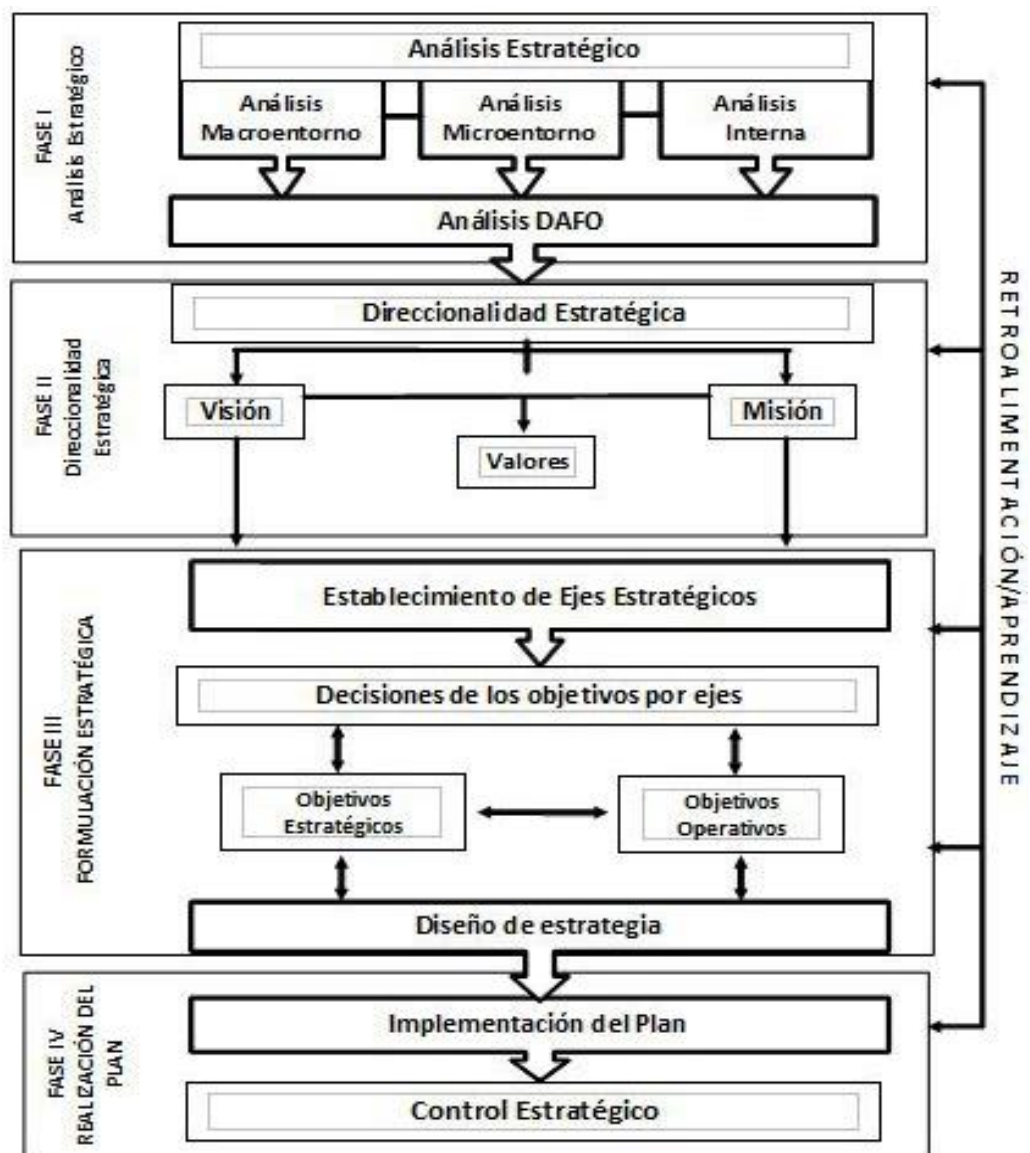 FASE I
Análisis Estratégico
Análisis Estratégico
Análisis
Macroentorno
Análisis
Microentorno
Análisis
Interna
Análisis DAFO
FASE II
Direccionalidad
Estratégica
Direccionalidad Estratégica
Visión
Misión
Valores
FASE III
FORMULACIÓN ESTRATÉGICA
Establecimiento de Ejes Estratégicos
Decisiones de los objetivos por ejes
Objetivos
Estratégicos
Objetivos
Operativos
Diseño de estrategia
FASE IV
REALIZACIÓN DEL
PLAN
Implementación del Plan
Control Estratégico
RETROALIMENTACIÓN/APRENDIZAJE